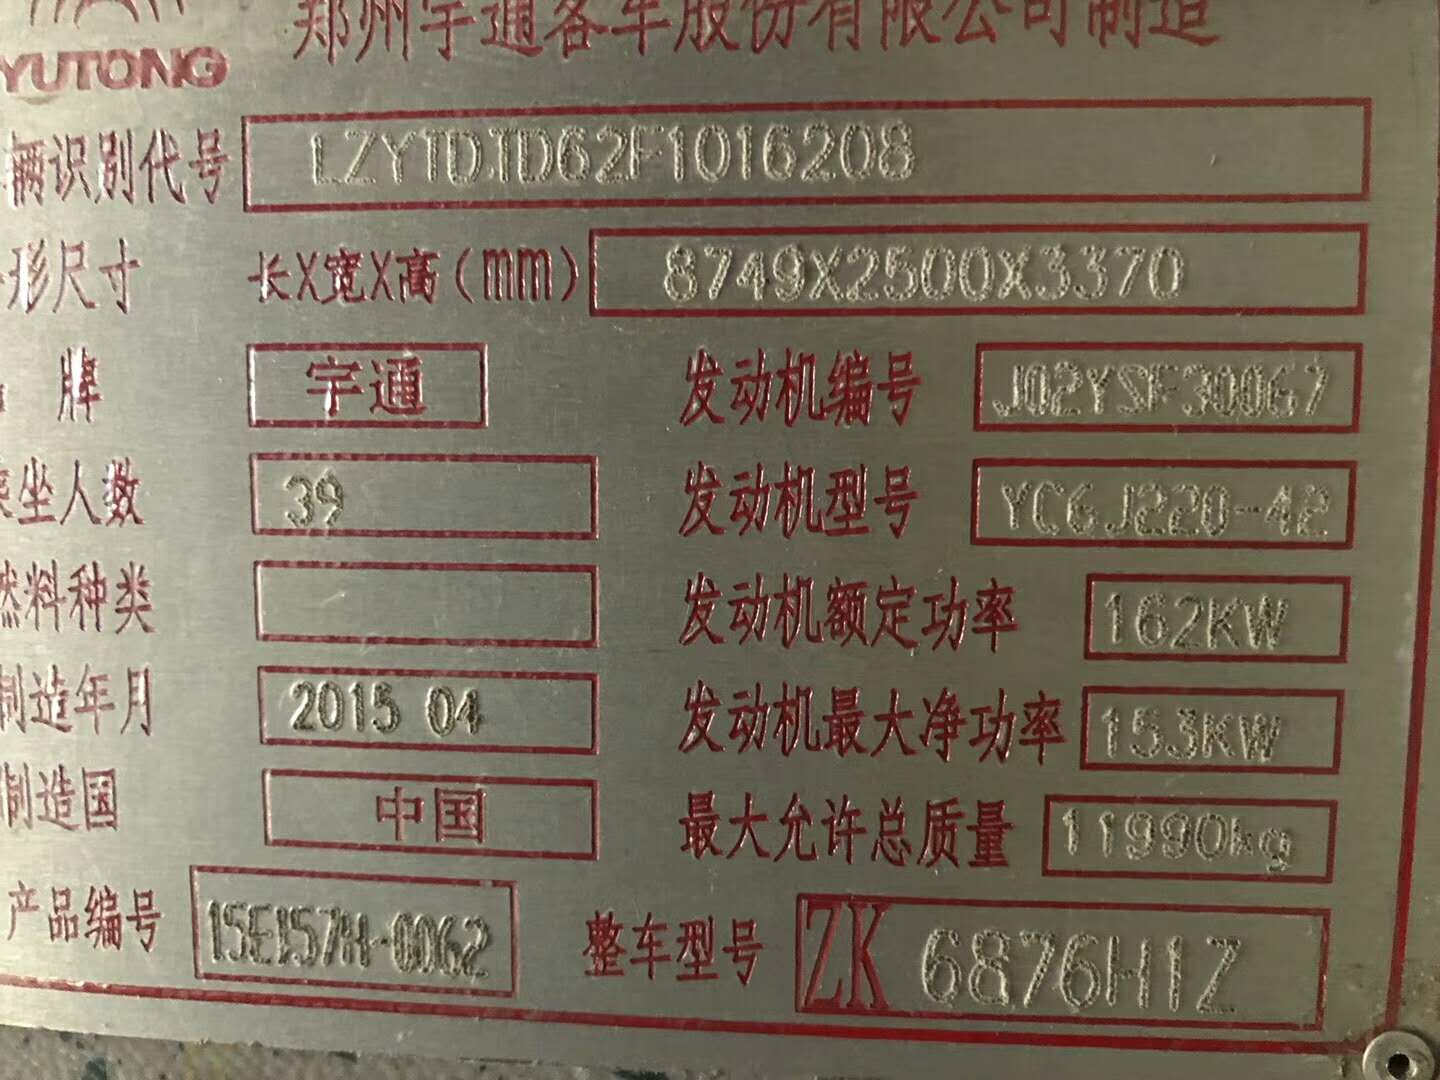 郑州宇通客车股份有限公司制造
YUTONG
辆识别代号 LZYTDTD62F1016208
形尺寸 长X宽X高(mm) 8749X2500X3370
牌 宇通 发动机编号 J02YSF30067
乘坐人数 39 发动机型号 YC6J220-42
燃料种类 发动机额定功率 162KW
制造年月 2015 04 发动机最大净功率 153KW
制造国 中国 最大允许总质量 11990kg
产品编号 15E157H-0062 整车型号 ZK 6876H1Z